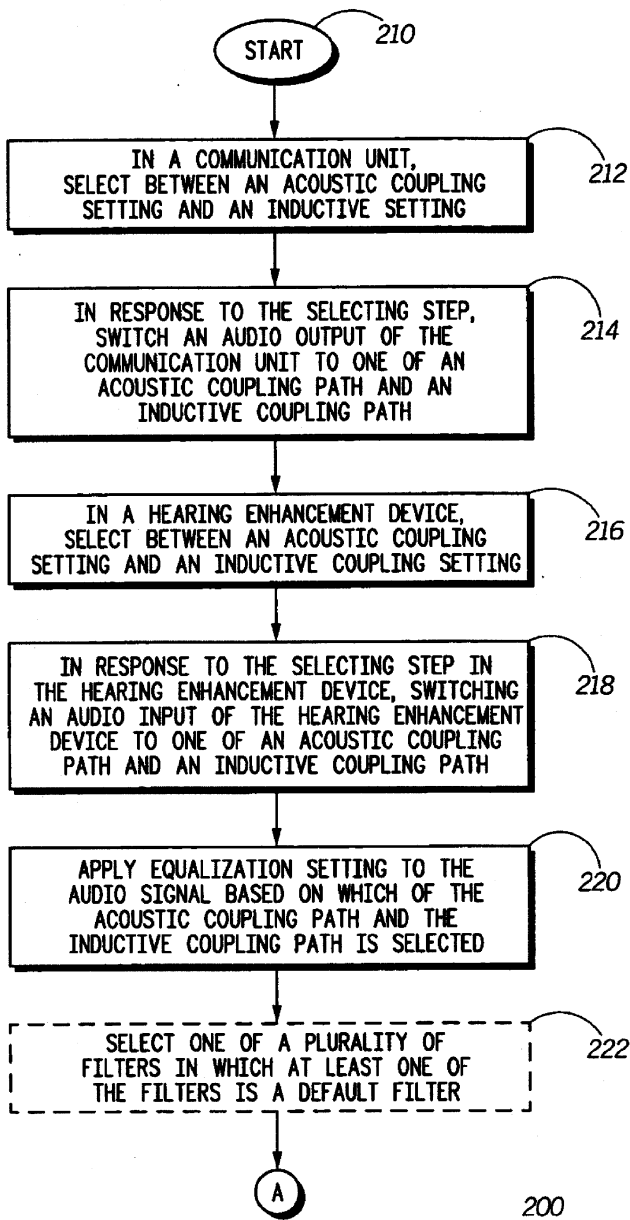 START
210
IN A COMMUNICATION UNIT,
SELECT BETWEEN AN ACOUSTIC COUPLING
SETTING AND AN INDUCTIVE SETTING
212
IN RESPONSE TO THE SELECTING STEP,
SWITCH AN AUDIO OUTPUT OF THE
COMMUNICATION UNIT TO ONE OF AN
ACOUSTIC COUPLING PATH AND AN
INDUCTIVE COUPLING PATH
214
IN A HEARING ENHANCEMENT DEVICE,
SELECT BETWEEN AN ACOUSTIC COUPLING
SETTING AND AN INDUCTIVE COUPLING SETTING
216
IN RESPONSE TO THE SELECTING STEP IN
THE HEARING ENHANCEMENT DEVICE, SWITCHING
AN AUDIO INPUT OF THE HEARING ENHANCEMENT
DEVICE TO ONE OF AN ACOUSTIC COUPLING
PATH AND AN INDUCTIVE COUPLING PATH
218
APPLY EQUALIZATION SETTING TO THE
AUDIO SIGNAL BASED ON WHICH OF THE
ACOUSTIC COUPLING PATH AND THE
INDUCTIVE COUPLING PATH IS SELECTED
220
SELECT ONE OF A PLURALITY OF
FILTERS IN WHICH AT LEAST ONE OF
THE FILTERS IS A DEFAULT FILTER
222
A
200